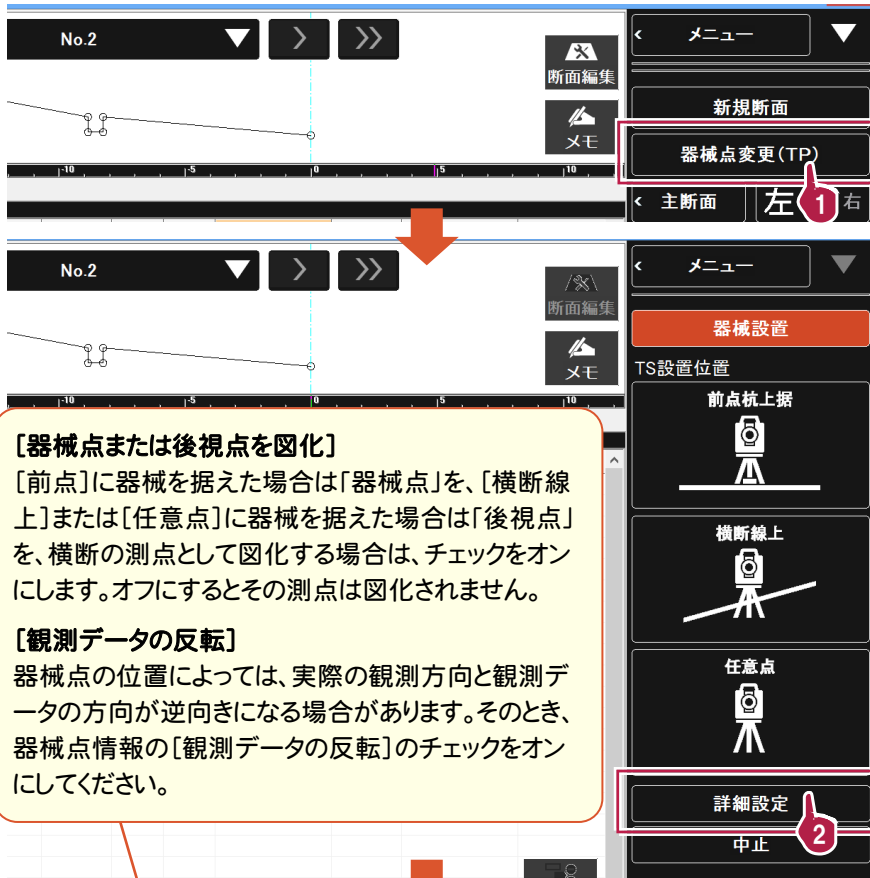 No.2
断面編集
メモ
-10
-5
0
5
10
メニュー
新規断面
器械点変更(TP)
主断面
左
右
1
No.2
断面編集
メモ
-10
-5
0
5
10
メニュー
器械設置
TS設置位置
前点杭上据
横断線上
任意点
詳細設定
中止
2
[器械点または後視点を図化]
[前点]に器械を据えた場合は「器械点」を、[横断線
上]または[任意点]に器械を据えた場合は「後視点」
を、横断の測点として図化する場合は、チェックをオン
にします。オフにするとその測点は図化されません。
[観測データの反転]
器械点の位置によっては、実際の観測方向と観測デ
ータの方向が逆向きになる場合があります。そのとき、
器械点情報の[観測データの反転]のチェックをオン
にしてください。